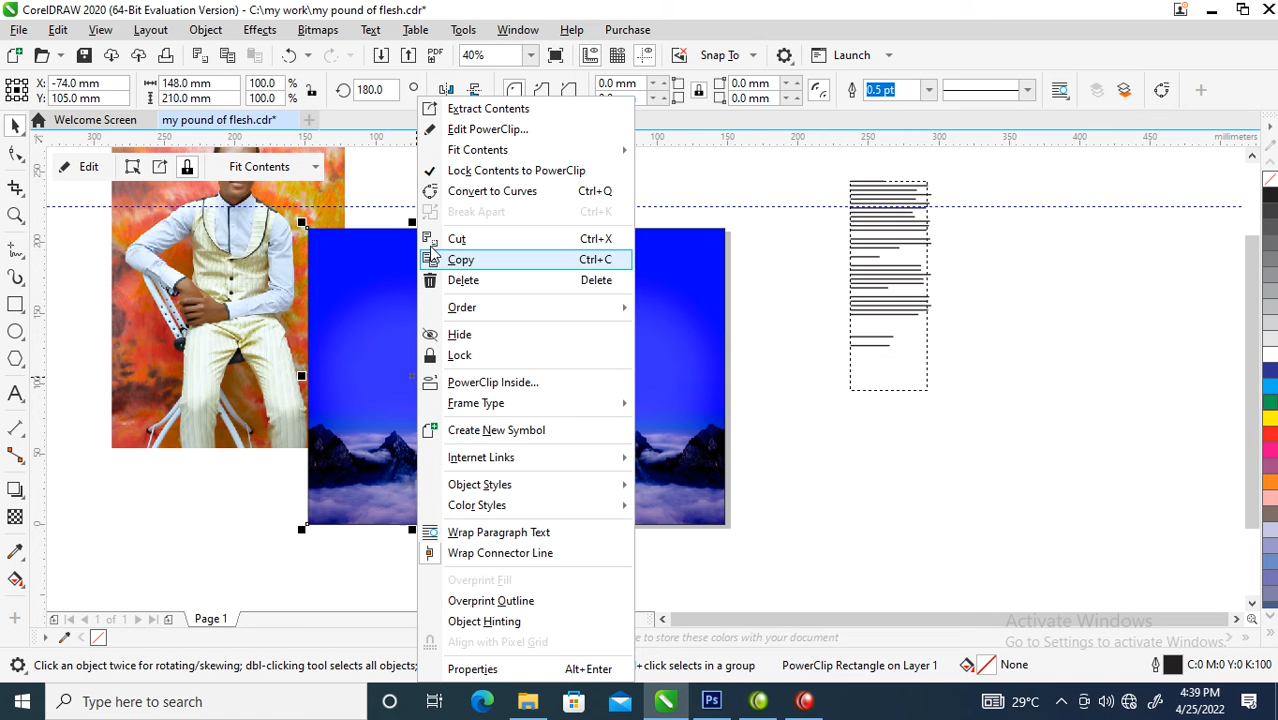 CorelDRAW 2020 (64-Bit Evaluation Version) - C:\my work\my pound of flesh.cdr*
File Edit View Layout Object Effects Bitmaps Text Table Tools Window Help Purchase
PDF 40% Snap To Launch
X: -74.0 mm 148.0 mm 100.0 % 180.0 ° 0.0 mm 0.0 mm 0.5 pt
Y: 105.0 mm 210.0 mm 100.0 % 0.0 mm 0.0 mm
Welcome Screen my pound of flesh.cdr*
300 250 200 150 100 100 150 200 250 300 350 400 450 millimeters
Edit Fit Contents
Extract Contents
Edit PowerClip...
Fit Contents
Lock Contents to PowerClip
Convert to Curves Ctrl+Q
Break Apart Ctrl+K
Cut Ctrl+X
Copy Ctrl+C
Delete Delete
Order
Hide
Lock
PowerClip Inside...
Frame Type
Create New Symbol
Internet Links
Object Styles
Color Styles
Wrap Paragraph Text
Wrap Connector Line
Overprint Fill
Overprint Outline
Object Hinting
Align with Pixel Grid
Properties Alt+Enter
1 of 1 Page 1
Activate Windows
Go to Settings to activate Windows.
to store these colors with your document
Click an object twice for rotating/skewing; dbl-clicking tool selects all objects; +click selects in a group PowerClip Rectangle on Layer 1 None C:0 M:0 Y:0 K:100
Type here to search Ps 29°C 4:39 PM
4/25/2022